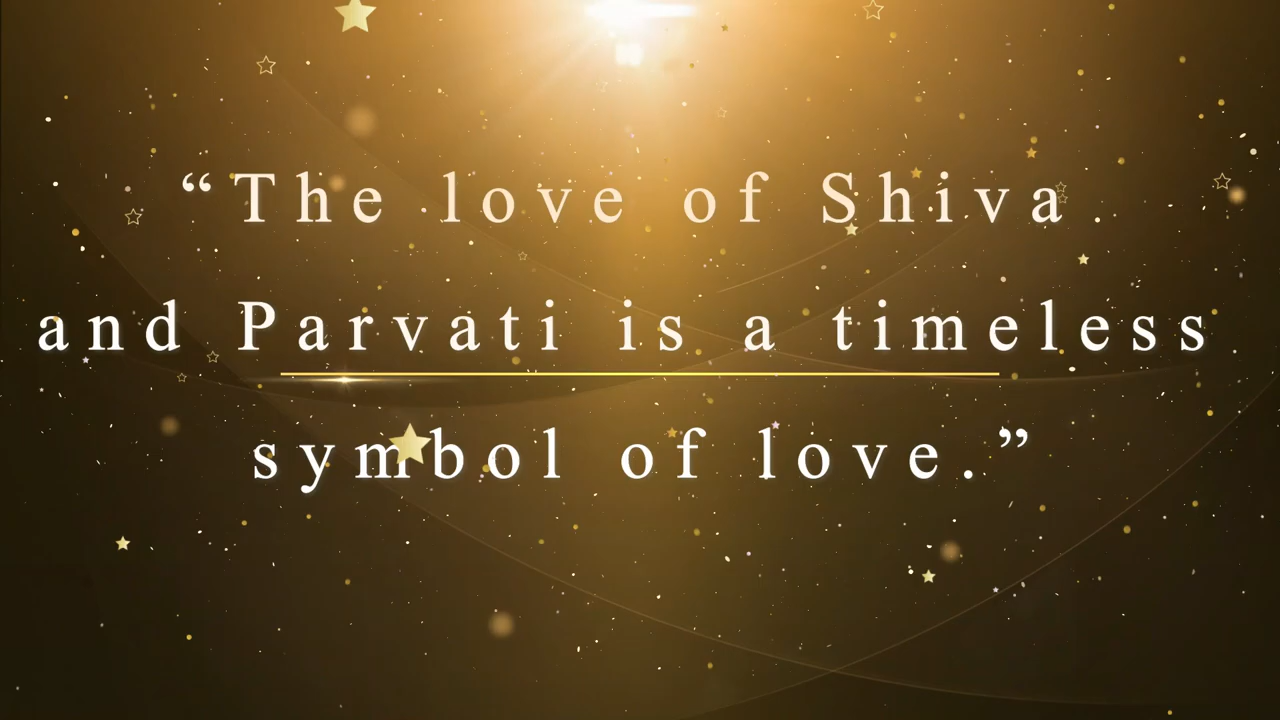 “The love of Shiva
and Parvati is a timeless
symbol of love.”